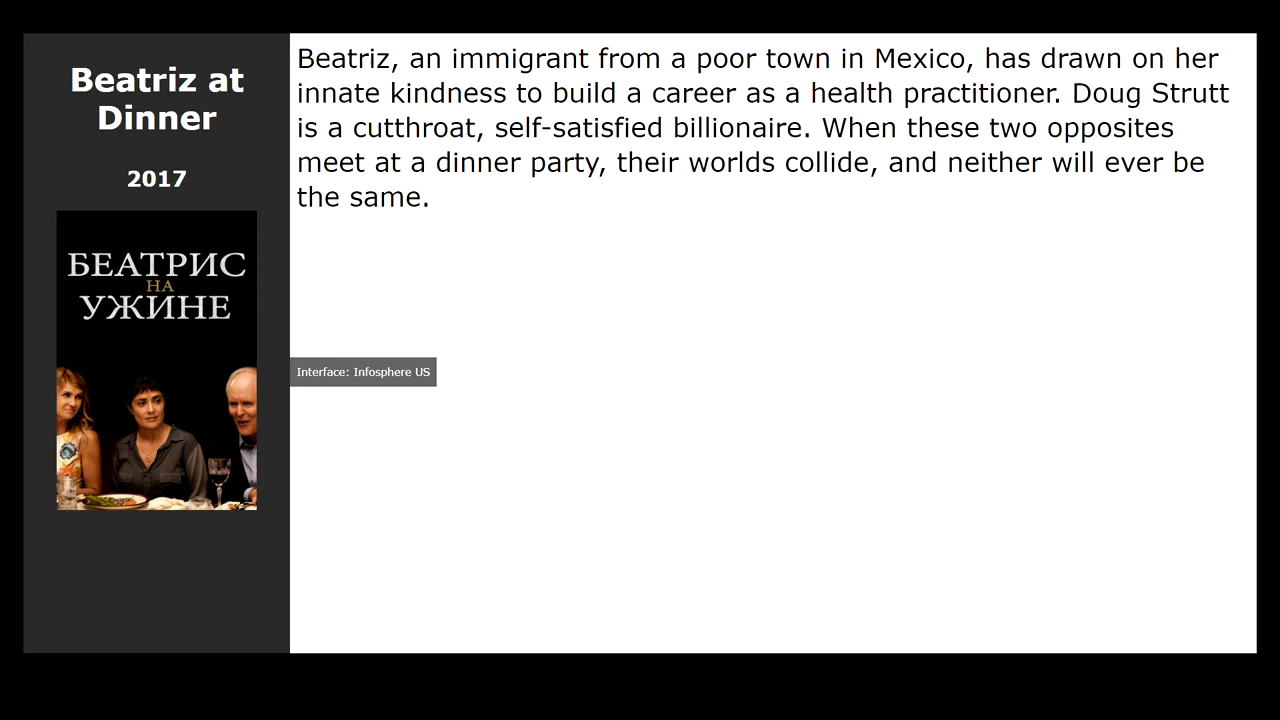 Beatriz at
Dinner
2017
БЕАТРИС
НА
УЖИНЕ
Beatriz, an immigrant from a poor town in Mexico, has drawn on her
innate kindness to build a career as a health practitioner. Doug Strutt
is a cutthroat, self-satisfied billionaire. When these two opposites
meet at a dinner party, their worlds collide, and neither will ever be
the same.
Interface: Infosphere US